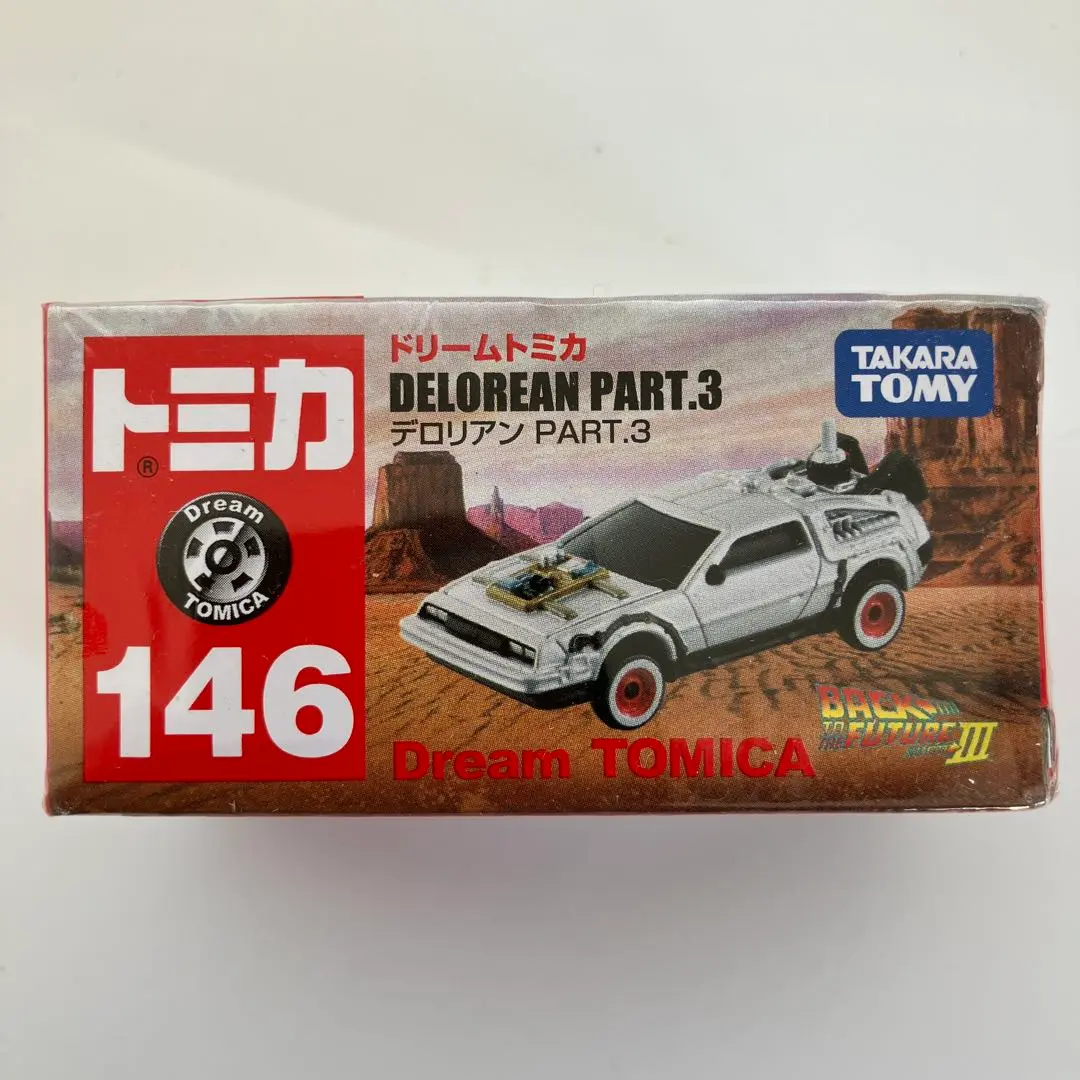 トミカ
®
Dream
TOMICA
146
ドリームトミカ
DELOREAN PART.3
デロリアン PART.3
TAKARA
TOMY
®
Dream TOMICA
BACK
TO THE FUTURE
III